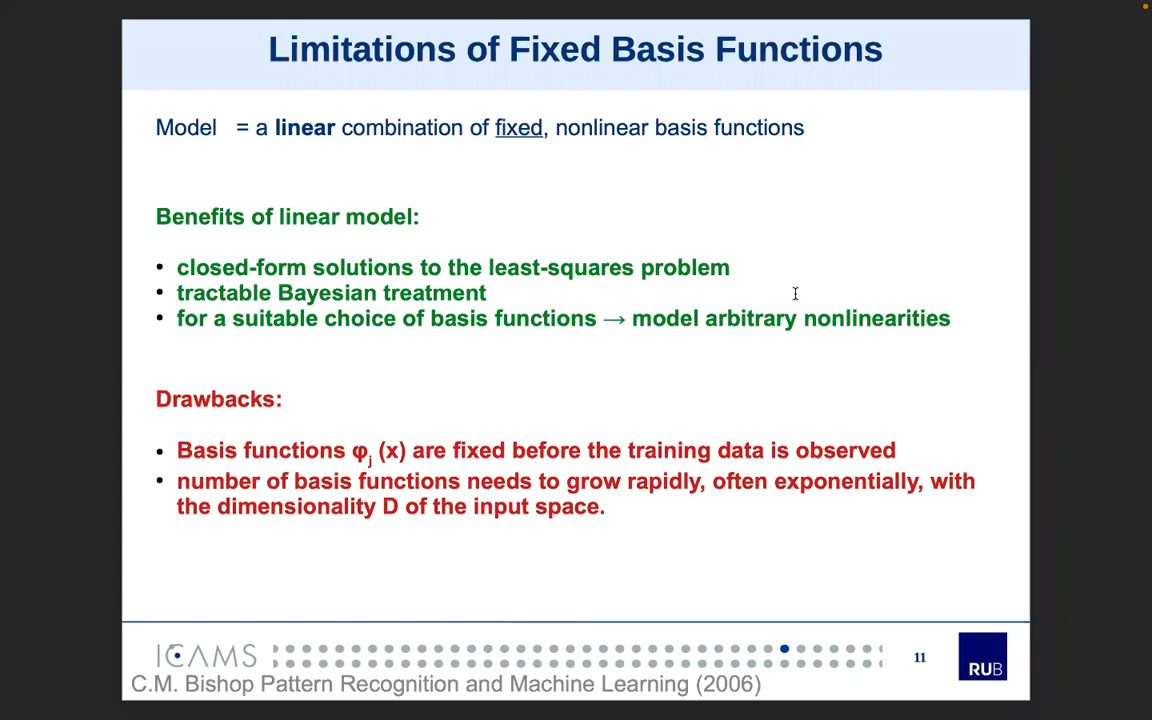 Limitations of Fixed Basis Functions
Model = a linear combination of fixed, nonlinear basis functions
Benefits of linear model:
• closed-form solutions to the least-squares problem
• tractable Bayesian treatment
• for a suitable choice of basis functions → model arbitrary nonlinearities
Drawbacks:
• Basis functions φj (x) are fixed before the training data is observed
• number of basis functions needs to grow rapidly, often exponentially, with
the dimensionality D of the input space.
ICAMS
11
RUB
C.M. Bishop Pattern Recognition and Machine Learning (2006)